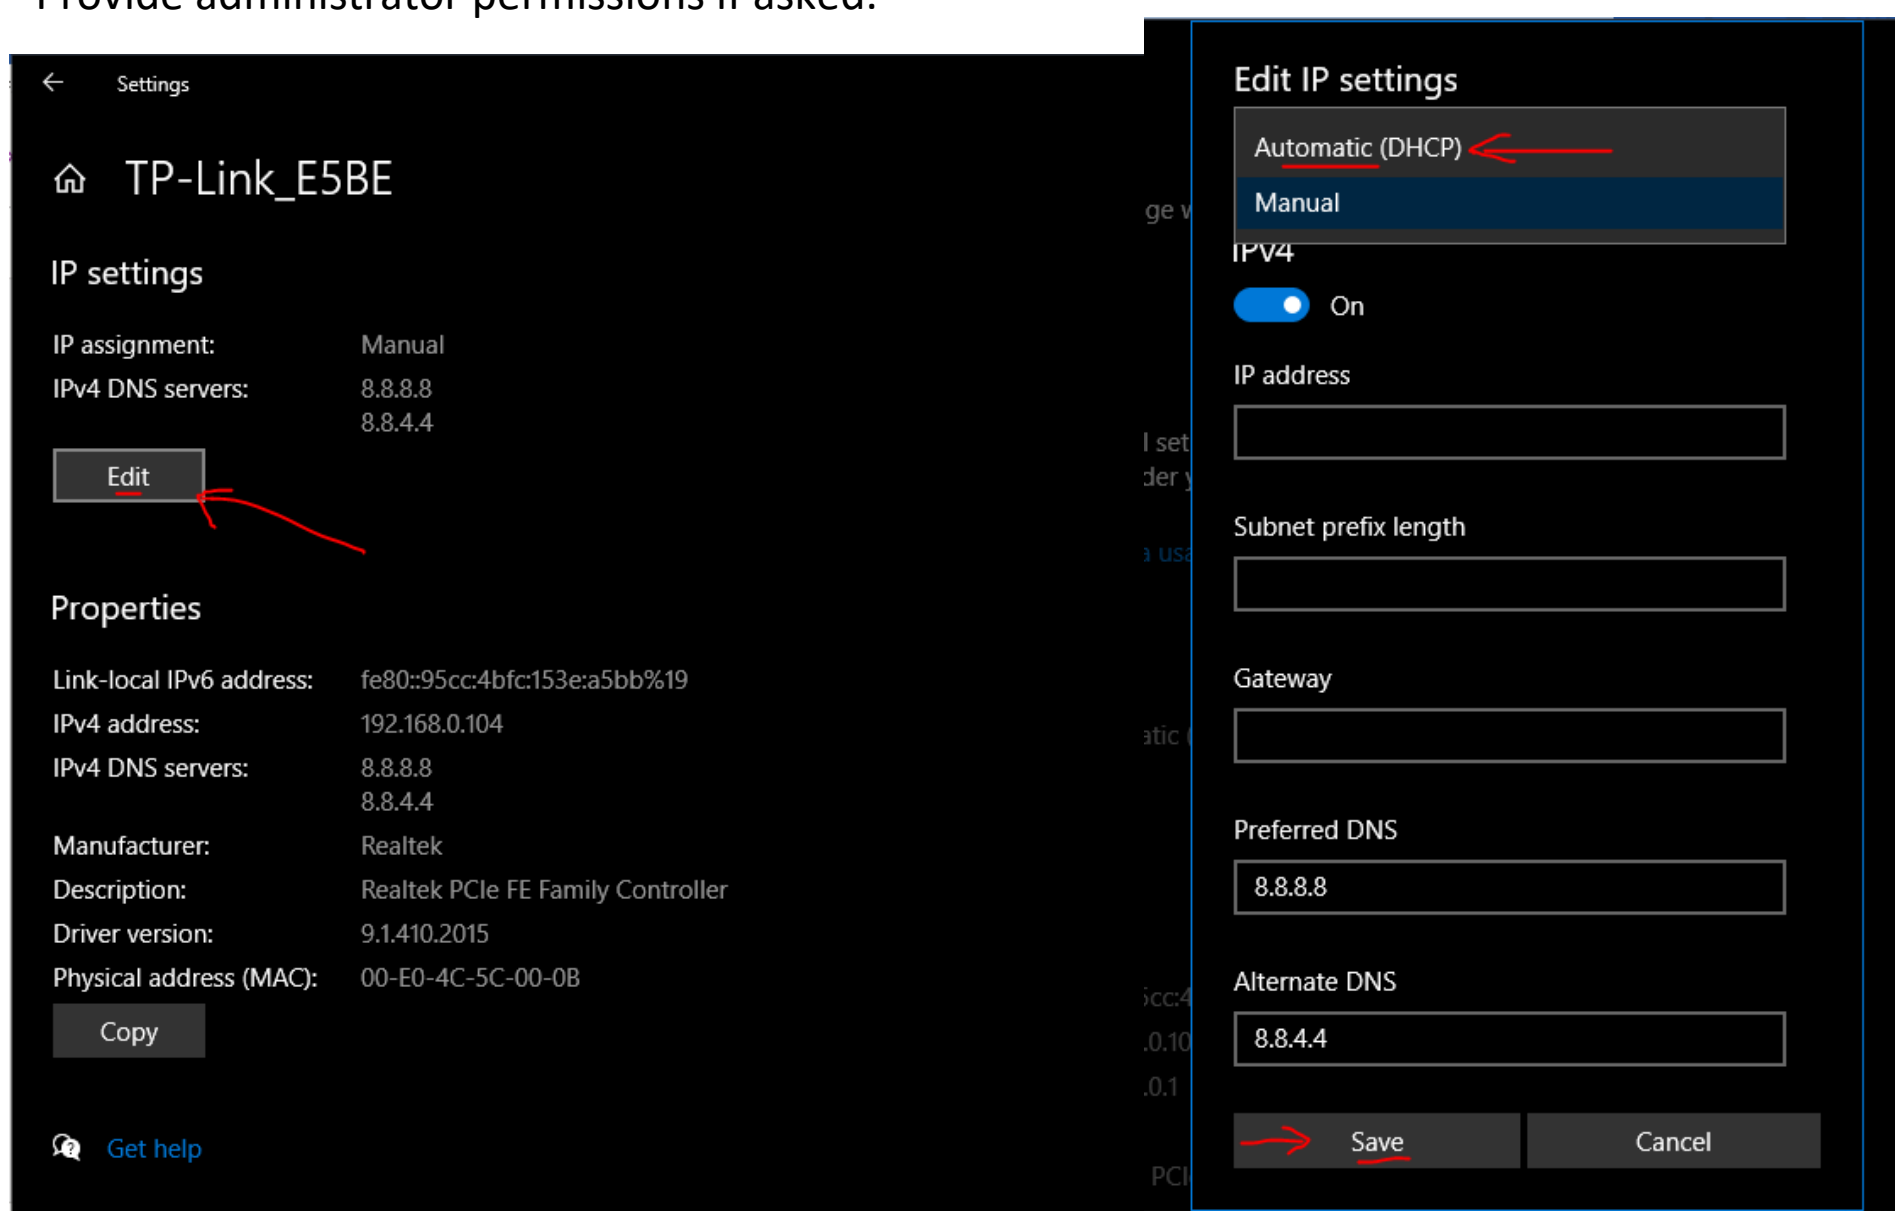 Provide administrator permissions if asked.
Settings
TP-Link_E5BE
IP settings
IP assignment: Manual
IPv4 DNS servers: 8.8.8.8
8.8.4.4
Edit
Properties
Link-local IPv6 address: fe80::95cc:4bfc:153e:a5bb%19
IPv4 address: 192.168.0.104
IPv4 DNS servers: 8.8.8.8
8.8.4.4
Manufacturer: Realtek
Description: Realtek PCIe FE Family Controller
Driver version: 9.1.410.2015
Physical address (MAC): 00-E0-4C-5C-00-0B
Copy
Get help
Edit IP settings
Automatic (DHCP)
Manual
IPv4
On
IP address
Subnet prefix length
Gateway
Preferred DNS
8.8.8.8
Alternate DNS
8.8.4.4
Save Cancel